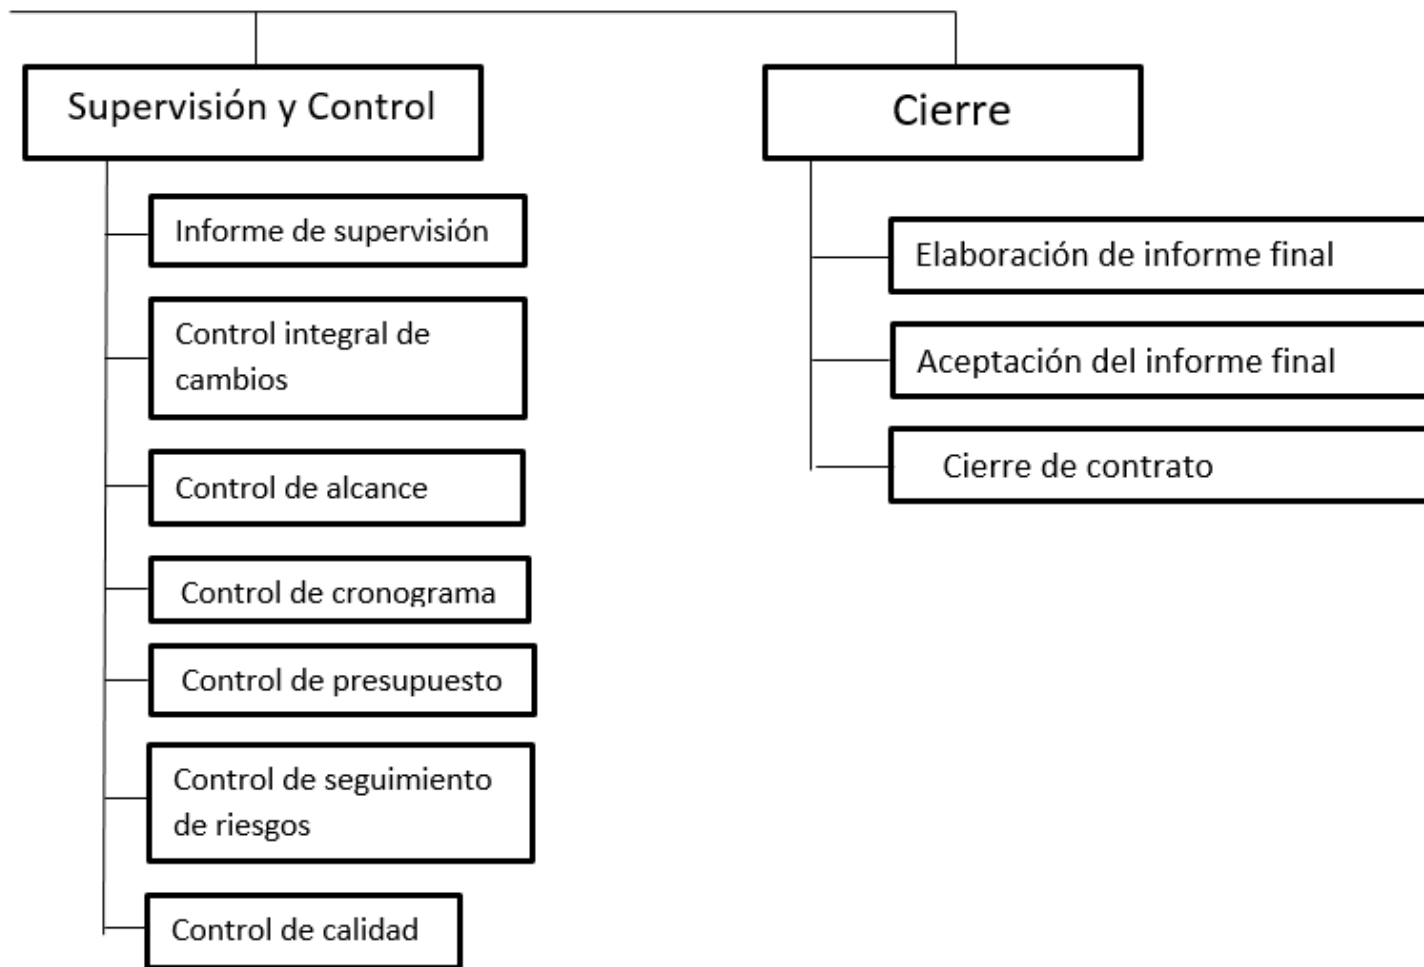 Supervisión y Control
Informe de supervisión
Control integral de
cambios
Control de alcance
Control de cronograma
Control de presupuesto
Control de seguimiento
de riesgos
Control de calidad
Cierre
Elaboración de informe final
Aceptación del informe final
Cierre de contrato